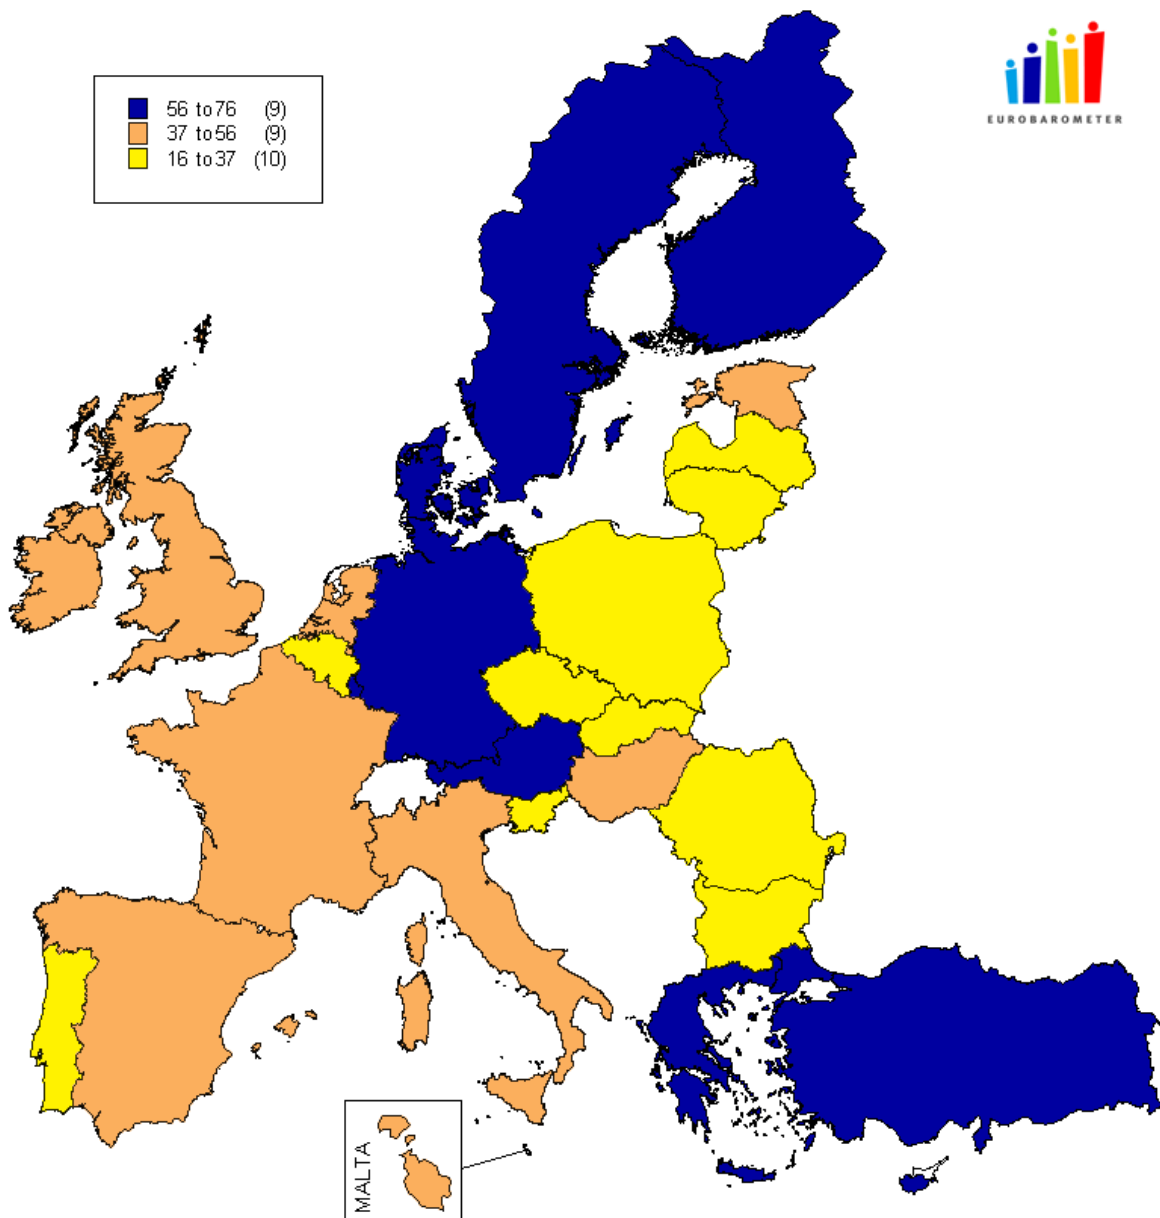 56 to 76 (9)
37 to 56 (9)
16 to 37 (10)
EUROBAROMETER
MALTA